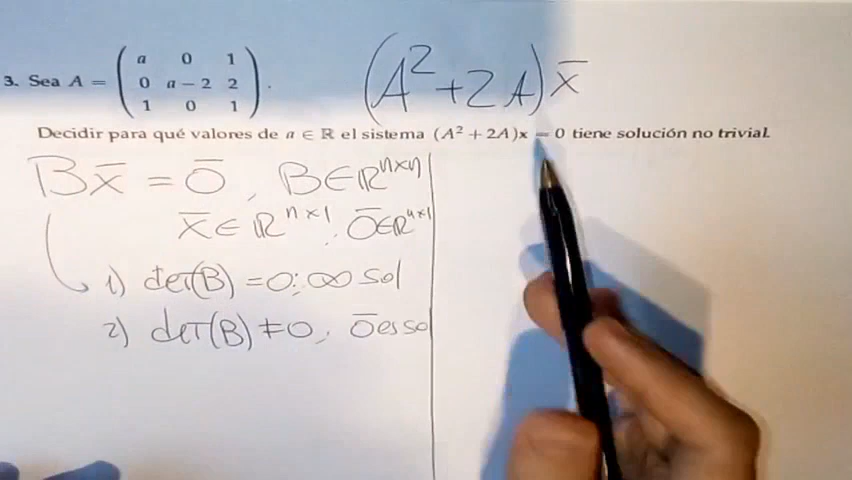 3. Sea A = ( a 0 1
0 a − 2 2
1 0 1 ).
(A² + 2A) x̄
Decidir para qué valores de a ∈ ℝ el sistema (A² + 2A)x = 0 tiene solución no trivial.
Bx̄ = 0̄ , B ∈ ℝⁿˣⁿ
x̄ ∈ ℝⁿˣ¹ , 0̄ ∈ ℝⁿˣ¹
1) det(B) = 0: ∞ sol
2) det(B) ≠ 0, 0̄ es so